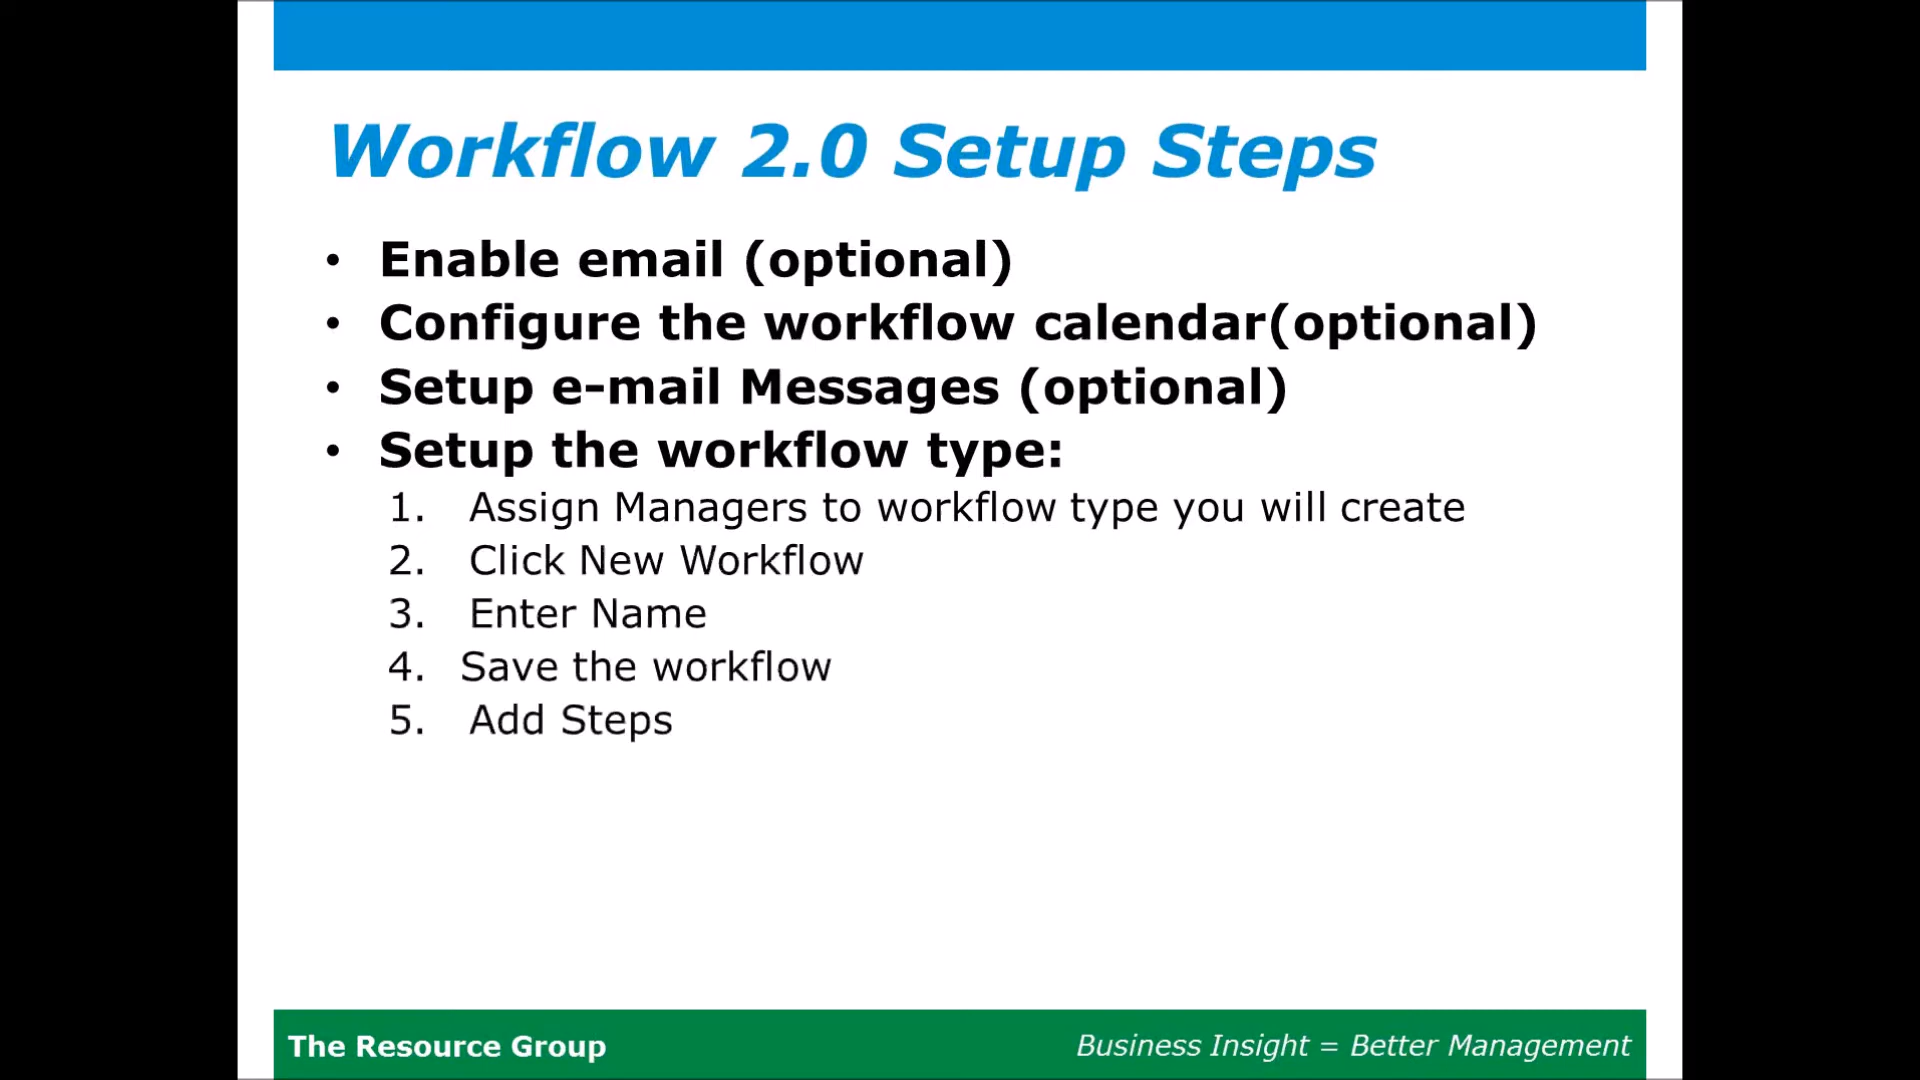 Workflow 2.0 Setup Steps
• Enable email (optional)
• Configure the workflow calendar(optional)
• Setup e-mail Messages (optional)
• Setup the workflow type:
1. Assign Managers to workflow type you will create
2. Click New Workflow
3. Enter Name
4. Save the workflow
5. Add Steps
The Resource Group
Business Insight = Better Management